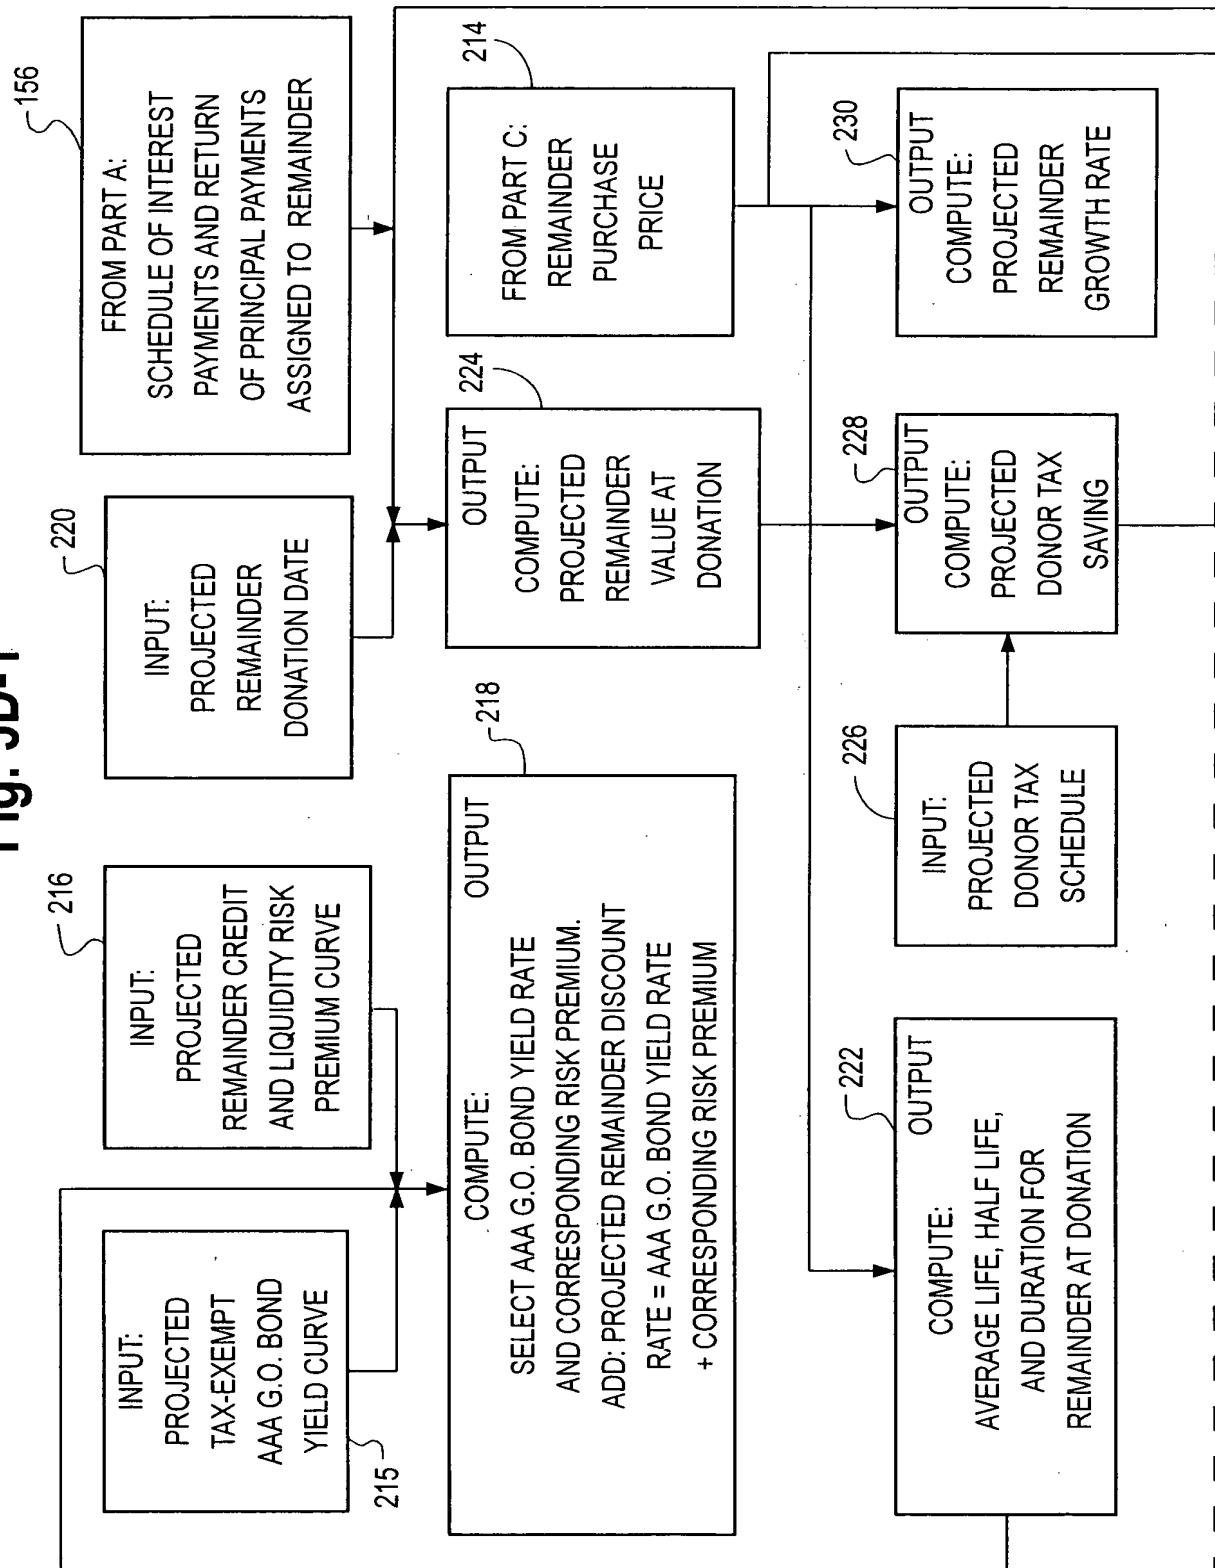 Fig. 3D-1
215
INPUT:
PROJECTED
TAX-EXEMPT
AAA G.O. BOND
YIELD CURVE
216
INPUT:
PROJECTED
REMAINDER CREDIT
AND LIQUIDITY RISK
PREMIUM CURVE
220
INPUT:
PROJECTED
REMAINDER
DONATION DATE
156
FROM PART A:
SCHEDULE OF INTEREST
PAYMENTS AND RETURN
OF PRINCIPAL PAYMENTS
ASSIGNED TO REMAINDER
218
COMPUTE: OUTPUT
SELECT AAA G.O. BOND YIELD RATE
AND CORRESPONDING RISK PREMIUM.
ADD: PROJECTED REMAINDER DISCOUNT
RATE = AAA G.O. BOND YIELD RATE
+ CORRESPONDING RISK PREMIUM
224
OUTPUT
COMPUTE:
PROJECTED
REMAINDER
VALUE AT
DONATION
214
FROM PART C:
REMAINDER
PURCHASE
PRICE
222
OUTPUT
COMPUTE:
AVERAGE LIFE, HALF LIFE,
AND DURATION FOR
REMAINDER AT DONATION
226
INPUT:
PROJECTED
DONOR TAX
SCHEDULE
228
OUTPUT
COMPUTE:
PROJECTED
DONOR TAX
SAVING
230
OUTPUT
COMPUTE:
PROJECTED
REMAINDER
GROWTH RATE